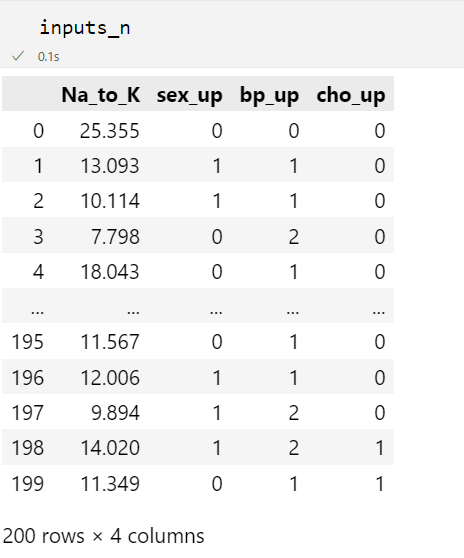 inputs_n
0.1s
Na_to_K sex_up bp_up cho_up
0 25.355 0 0 0
1 13.093 1 1 0
2 10.114 1 1 0
3 7.798 0 2 0
4 18.043 0 1 0
... ... ... ... ...
195 11.567 0 1 0
196 12.006 1 1 0
197 9.894 1 2 0
198 14.020 1 2 1
199 11.349 0 1 1
200 rows × 4 columns